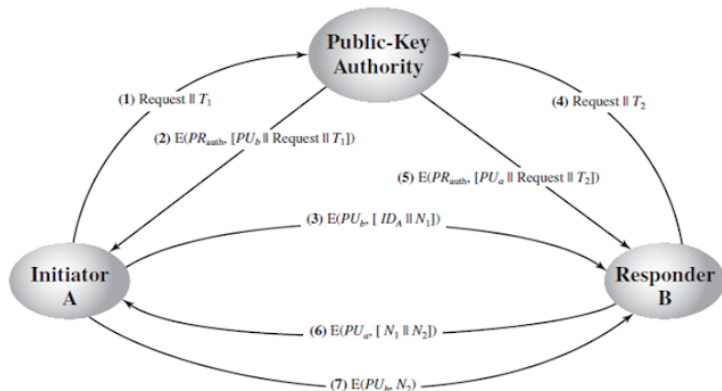 Public-Key
Authority
(1) Request || T₁
(4) Request || T₂
(2) E(PRauth, [PUb || Request || T₁])
(5) E(PRauth, [PUa || Request || T₂])
(3) E(PUb, [ IDA || N₁])
Initiator
A
Responder
B
(6) E(PUa, [ N₁ || N₂])
(7) E(PUb, N₂)